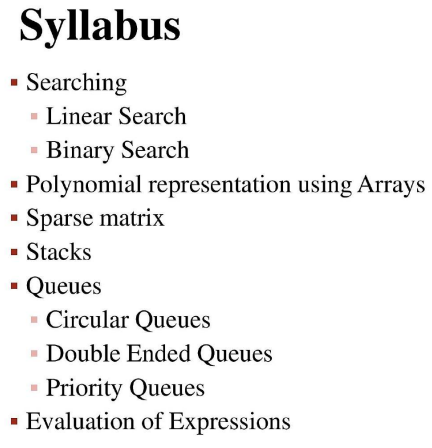 Syllabus
Searching
Linear Search
Binary Search
Polynomial representation using Arrays
Sparse matrix
Stacks
Queues
Circular Queues
Double Ended Queues
Priority Queues
Evaluation of Expressions